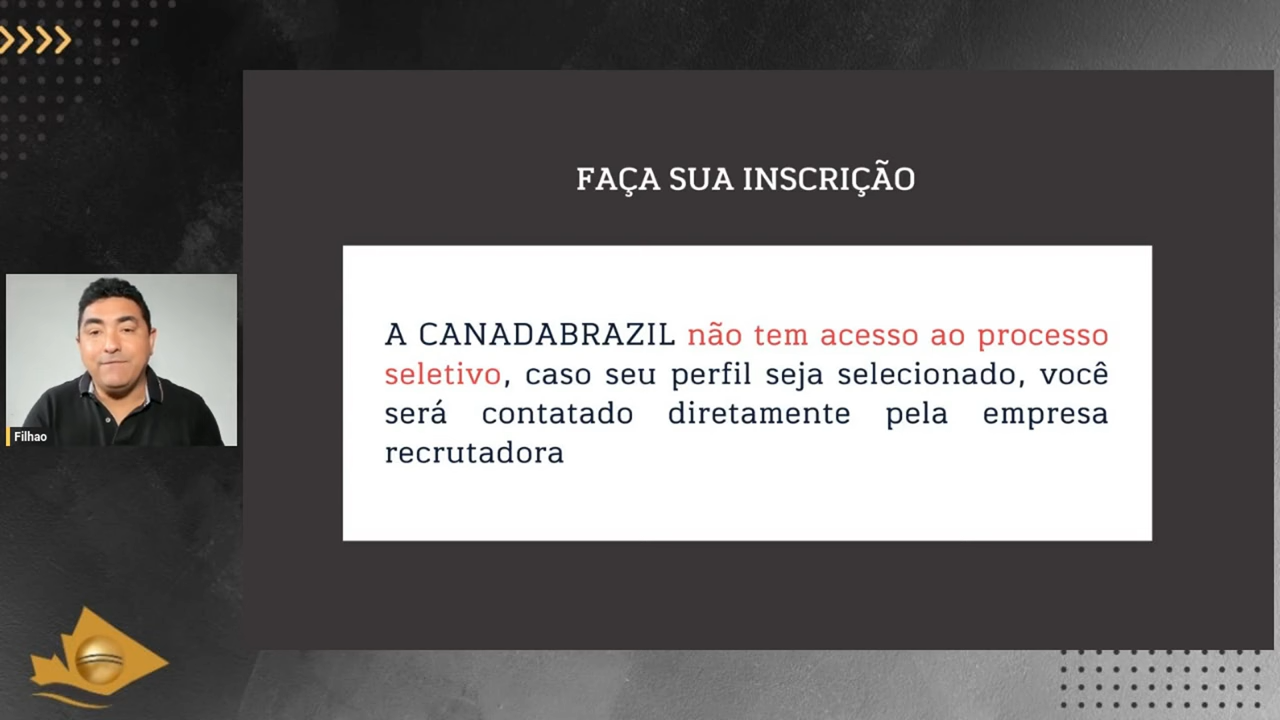 FAÇA SUA INSCRIÇÃO
A CANADABRAZIL não tem acesso ao processo
seletivo, caso seu perfil seja selecionado, você
será contatado diretamente pela empresa
recrutadora
Filhao